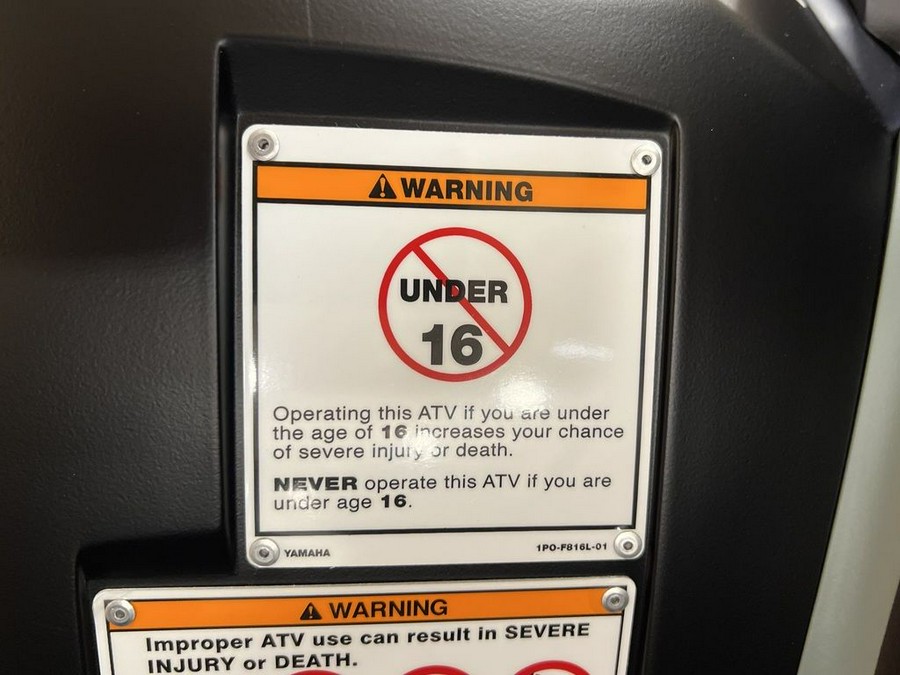 WARNING
UNDER
16
Operating this ATV if you are under
the age of 16 increases your chance
of severe injury or death.
NEVER operate this ATV if you are
under age 16.
YAMAHA 1P0-F816L-01
WARNING
Improper ATV use can result in SEVERE
INJURY or DEATH.